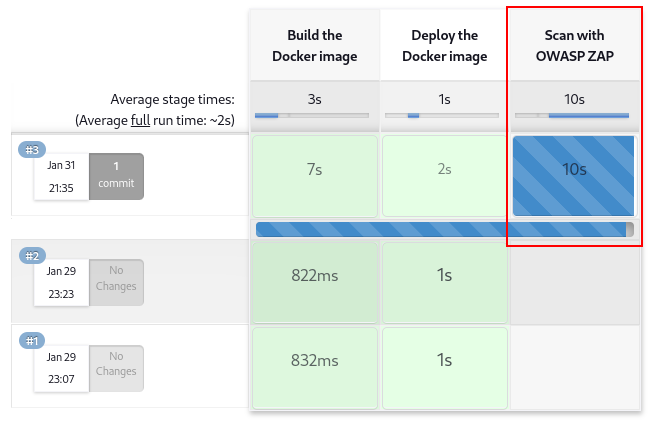 Build the
Docker image
Deploy the
Docker image
Scan with
OWASP ZAP
Average stage times:
(Average full run time: ~2s)
3s
1s
10s
#3
Jan 31
21:35
1
commit
7s
2s
10s
#2
Jan 29
23:23
No
Changes
822ms
1s
#1
Jan 29
23:07
No
Changes
832ms
1s